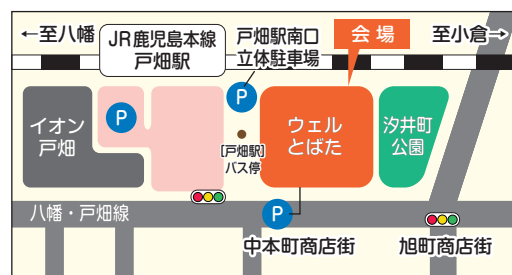 ←至八幡
JR鹿児島本線
戸畑駅
戸畑駅南口
立体駐車場
会場
至小倉→
P
P
イオン
戸畑
[戸畑駅]
バス停
ウェル
とばた
汐井町
公園
八幡・戸畑線
P
中本町商店街
旭町商店街